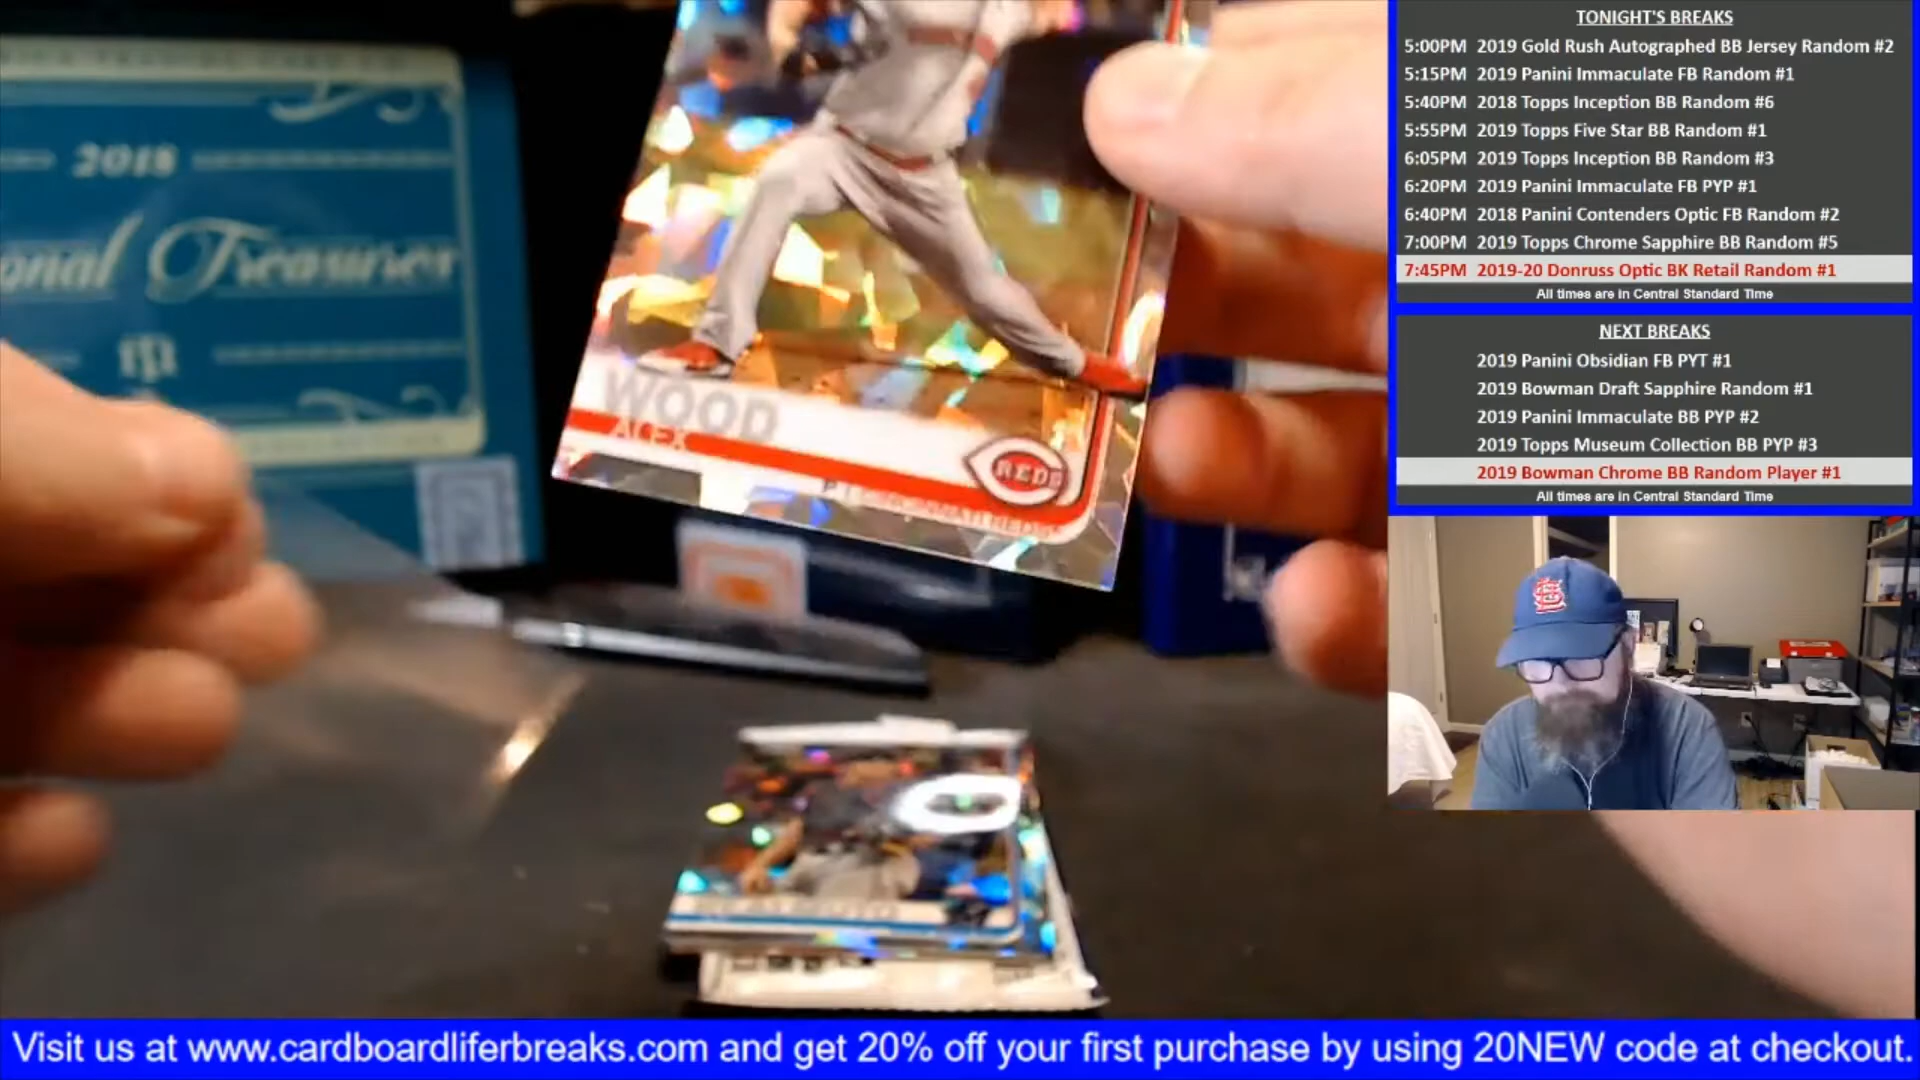 2018
onal Treasures
WOOD
ALEX
REDS
TONIGHT'S BREAKS
5:00PM 2019 Gold Rush Autographed BB Jersey Random #2
5:15PM 2019 Panini Immaculate FB Random #1
5:40PM 2018 Topps Inception BB Random #6
5:55PM 2019 Topps Five Star BB Random #1
6:05PM 2019 Topps Inception BB Random #3
6:20PM 2019 Panini Immaculate FB PYP #1
6:40PM 2018 Panini Contenders Optic FB Random #2
7:00PM 2019 Topps Chrome Sapphire BB Random #5
7:45PM 2019-20 Donruss Optic BK Retail Random #1
All times are in Central Standard Time
NEXT BREAKS
2019 Panini Obsidian FB PYT #1
2019 Bowman Draft Sapphire Random #1
2019 Panini Immaculate BB PYP #2
2019 Topps Museum Collection BB PYP #3
2019 Bowman Chrome BB Random Player #1
All times are in Central Standard Time
Visit us at www.cardboardliferbreaks.com and get 20% off your first purchase by using 20NEW code at checkout.